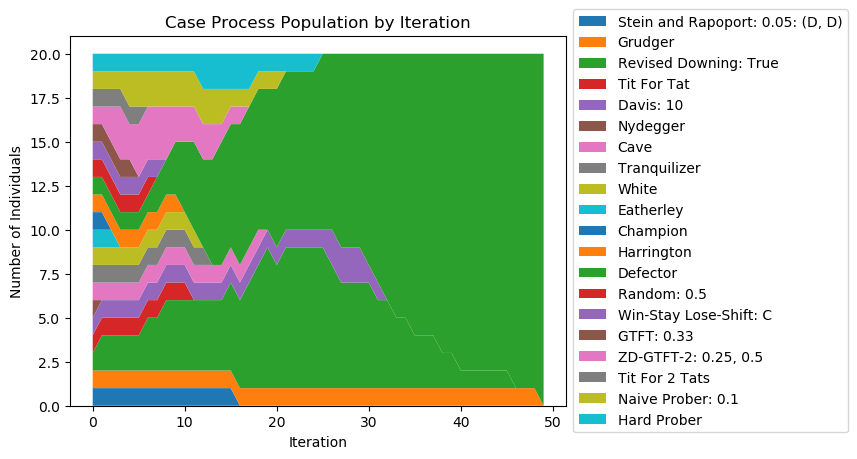 Case Process Population by Iteration
Number of Individuals
20.0
17.5
15.0
12.5
10.0
7.5
5.0
2.5
0.0
0 10 20 30 40 50
Iteration
Stein and Rapoport: 0.05: (D, D)
Grudger
Revised Downing: True
Tit For Tat
Davis: 10
Nydegger
Cave
Tranquilizer
White
Eatherley
Champion
Harrington
Defector
Random: 0.5
Win-Stay Lose-Shift: C
GTFT: 0.33
ZD-GTFT-2: 0.25, 0.5
Tit For 2 Tats
Naive Prober: 0.1
Hard Prober